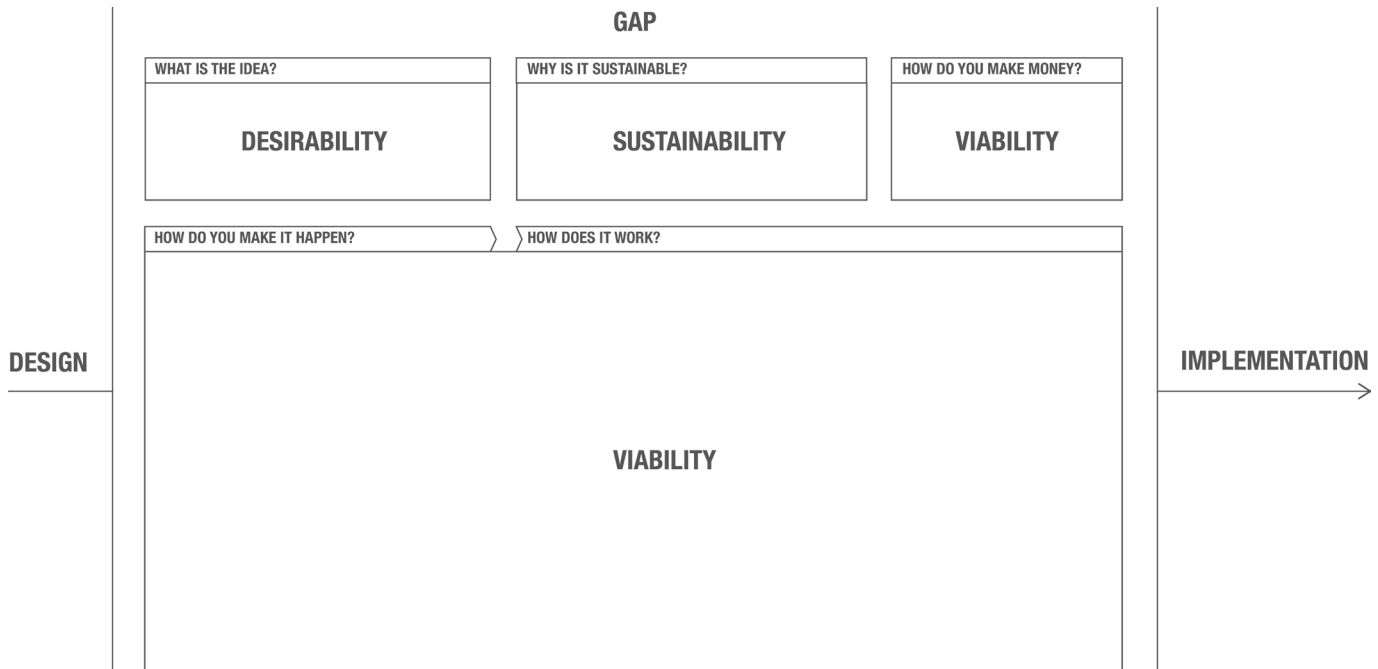 GAP
WHAT IS THE IDEA?
WHY IS IT SUSTAINABLE?
HOW DO YOU MAKE MONEY?
DESIRABILITY
SUSTAINABILITY
VIABILITY
HOW DO YOU MAKE IT HAPPEN?
HOW DOES IT WORK?
DESIGN
IMPLEMENTATION
VIABILITY